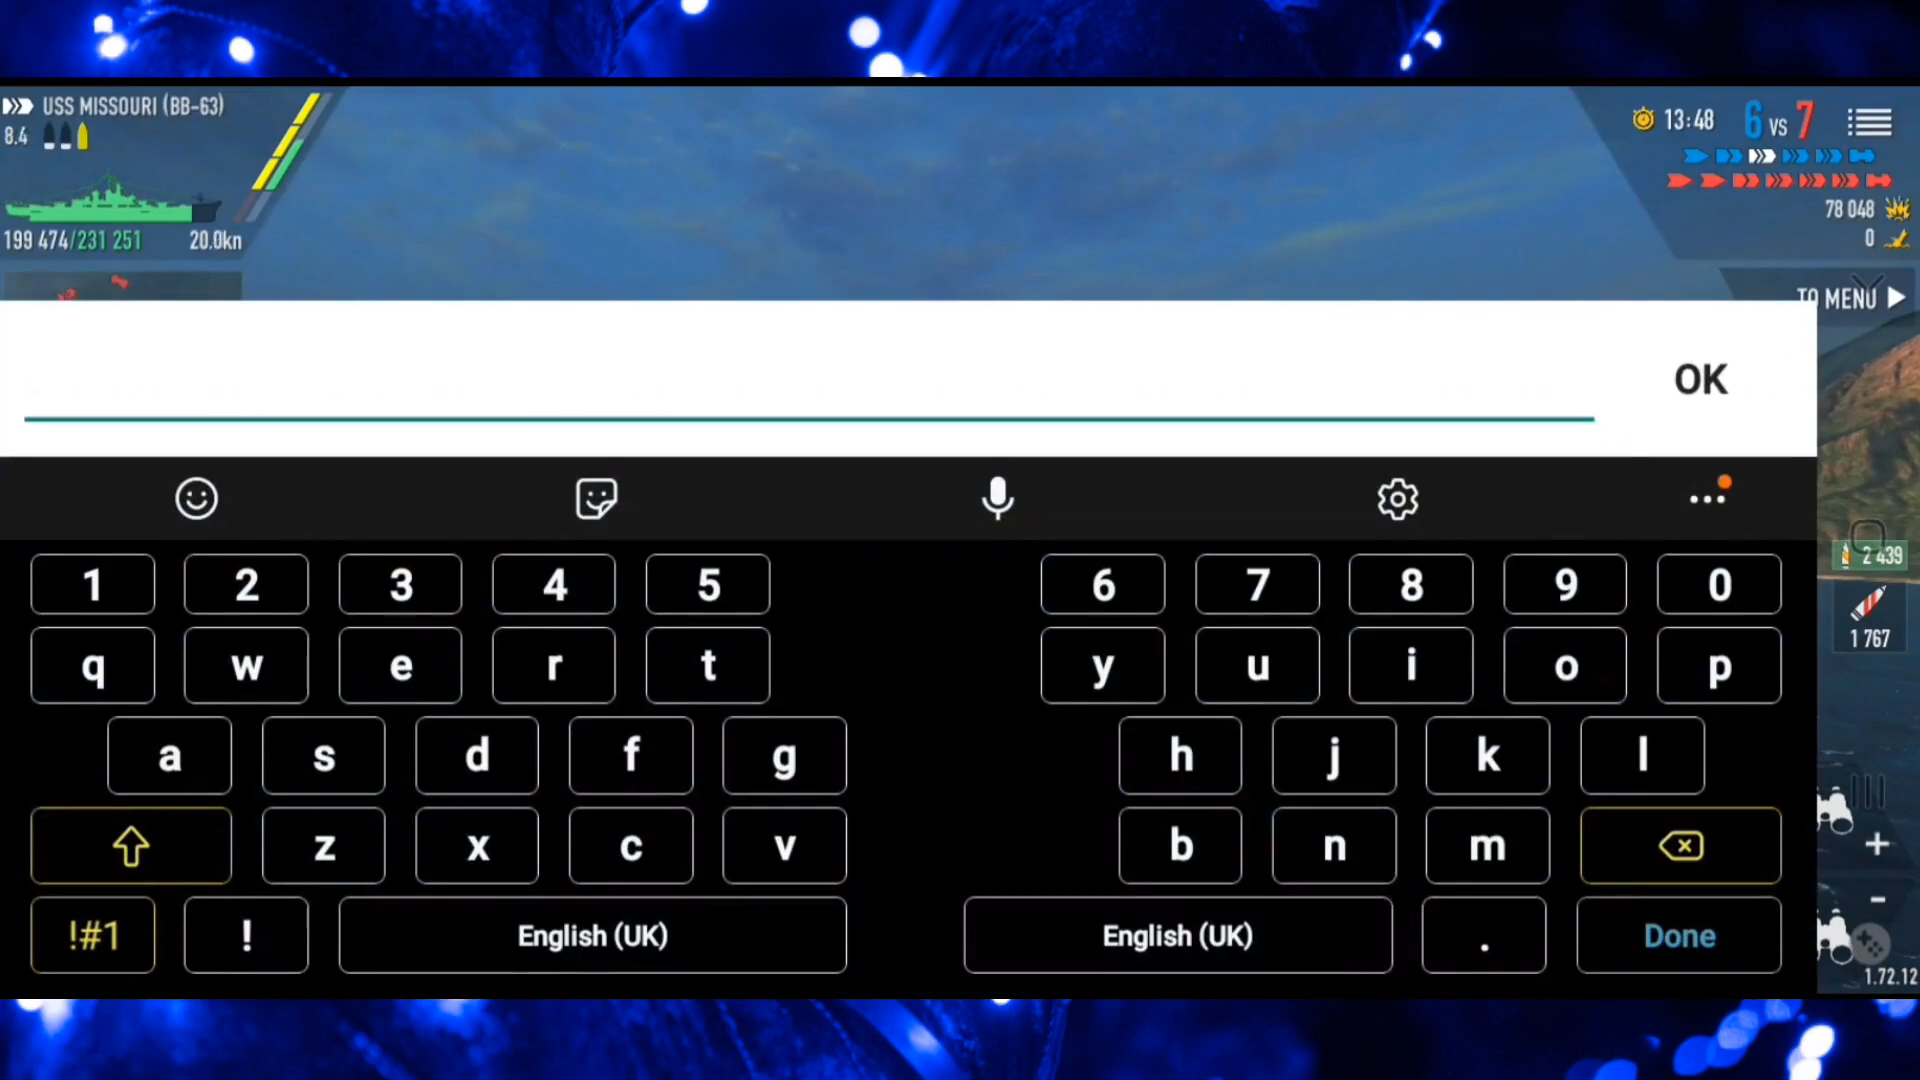 USS MISSOURI (BB-63)
8.4
199 474/231 251
20.0kn
13:48
6 VS 7
78 048
0
TO MENU
OK
1 2 3 4 5 6 7 8 9 0
q w e r t y u i o p
a s d f g h j k l
z x c v b n m
!#1 ! English (UK) English (UK) . Done
2 439
1 767
+
-
1.72.12